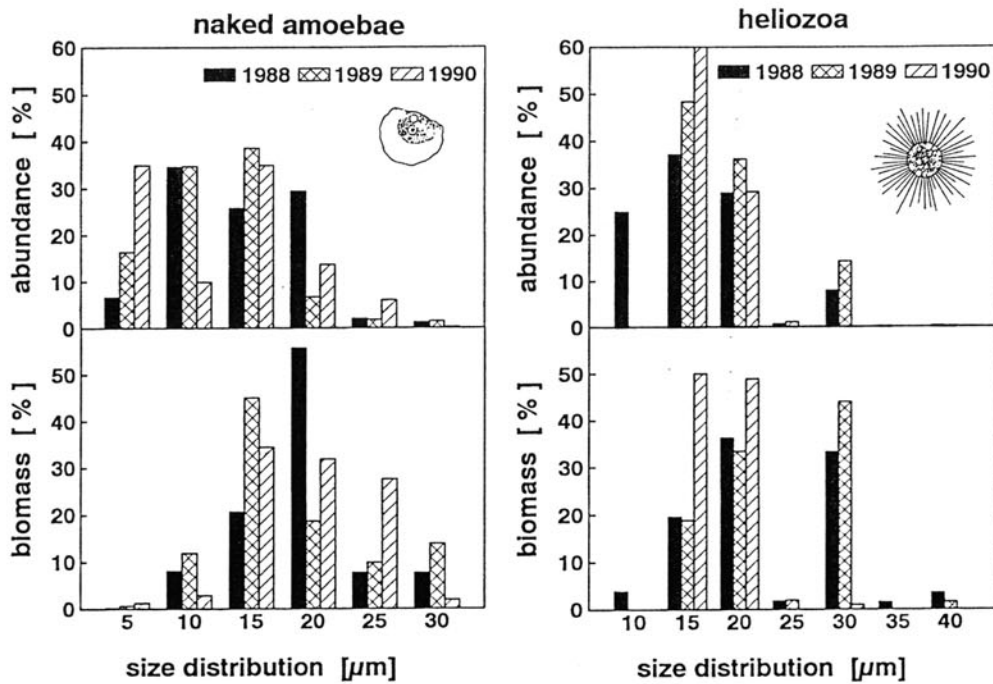 naked amoebae
60
50
40
30
20
10
0
abundance [ % ]
1988 1989 1990
50
40
30
20
10
0
biomass [ % ]
5 10 15 20 25 30
size distribution [µm]
heliozoa
60
50
40
30
20
10
0
abundance [ % ]
1988 1989 1990
50
40
30
20
10
0
biomass [ % ]
10 15 20 25 30 35 40
size distribution [µm]